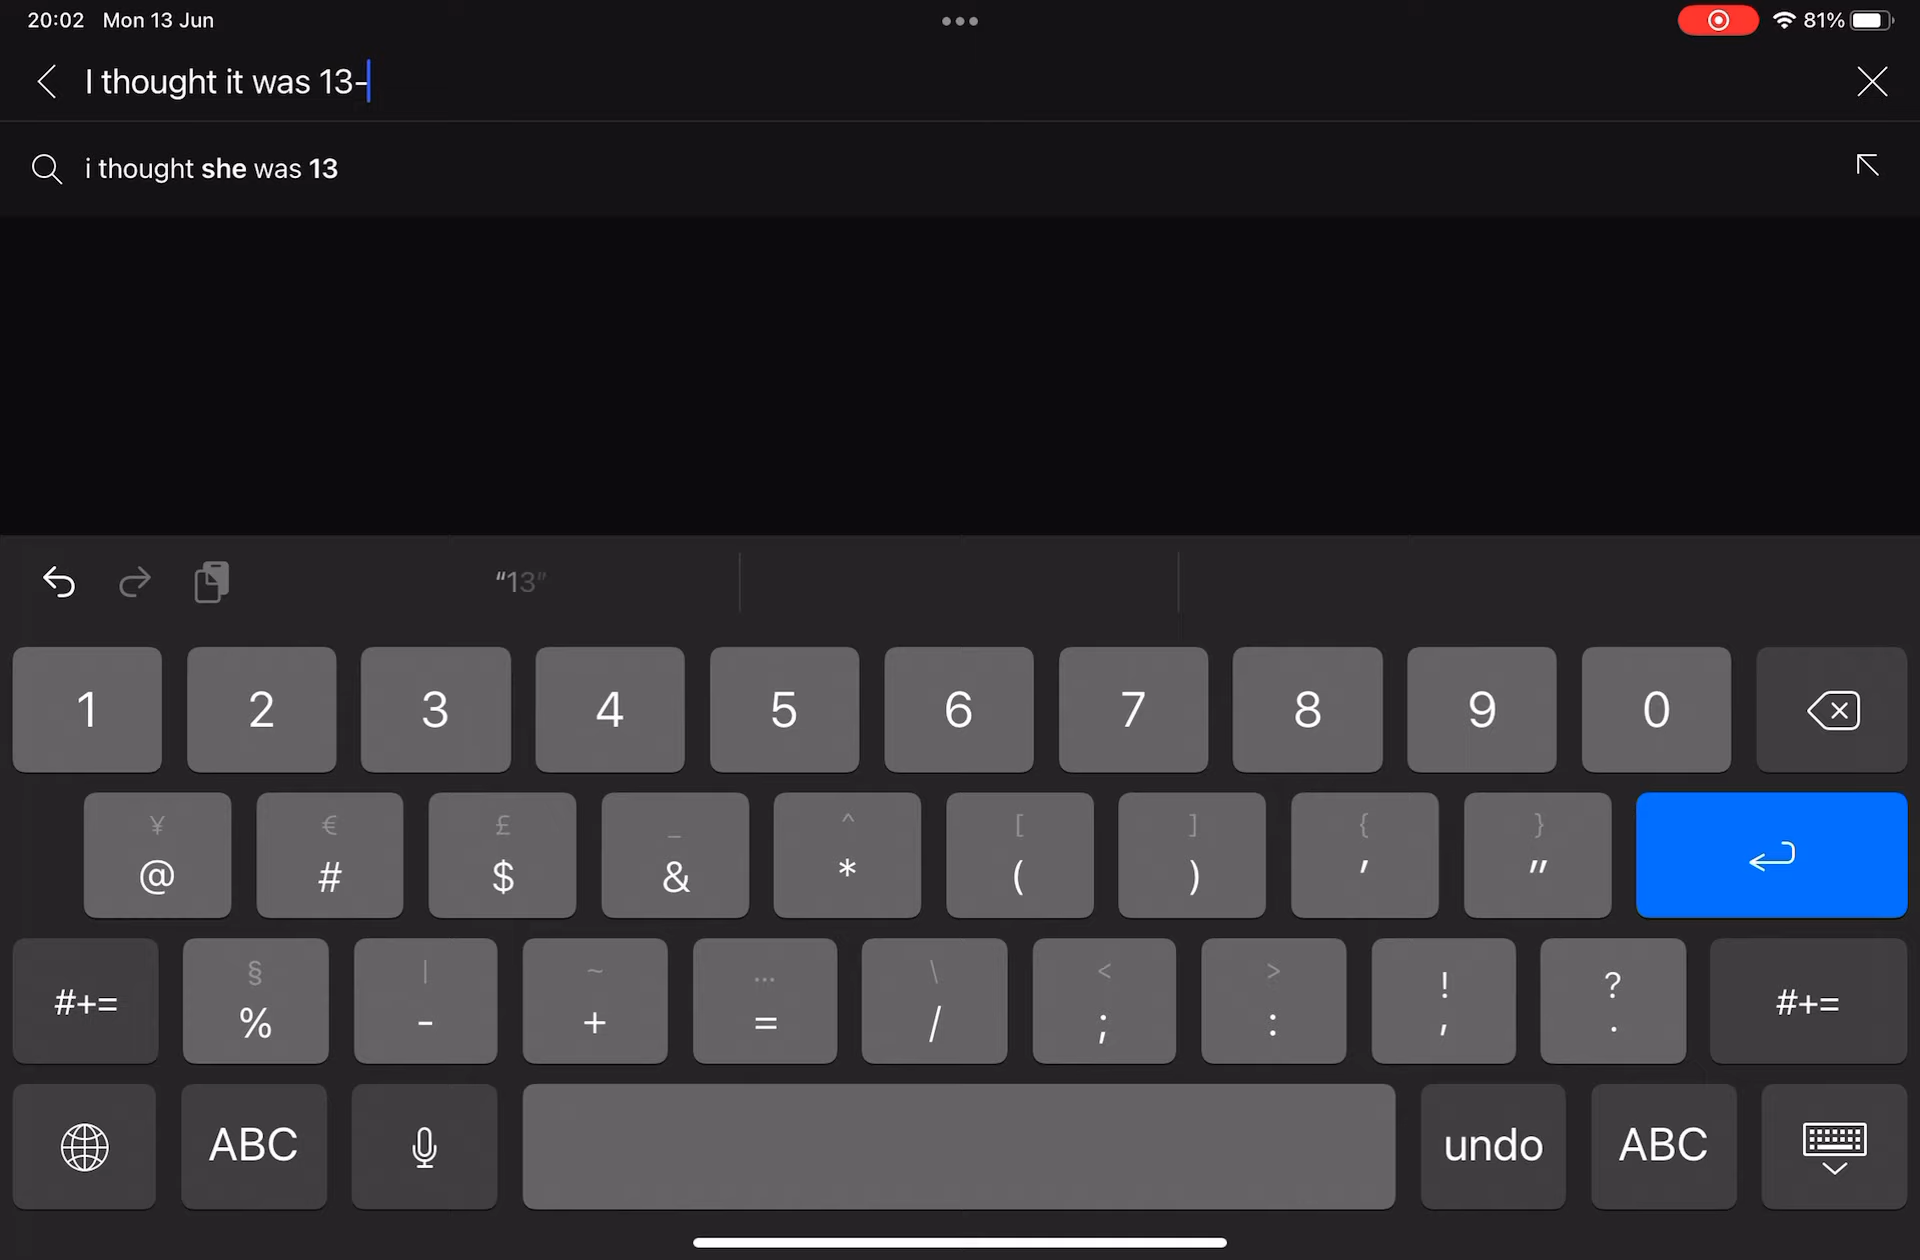 20:02 Mon 13 Jun
81%
I thought it was 13-
i thought she was 13
“13”
1 2 3 4 5 6 7 8 9 0
¥ € £ _ ^ [ ] { }
@ # $ & * ( ) ' "
§ | ~ … \ < > ! ?
#+= % - + = / ; : , . #+=
ABC undo ABC